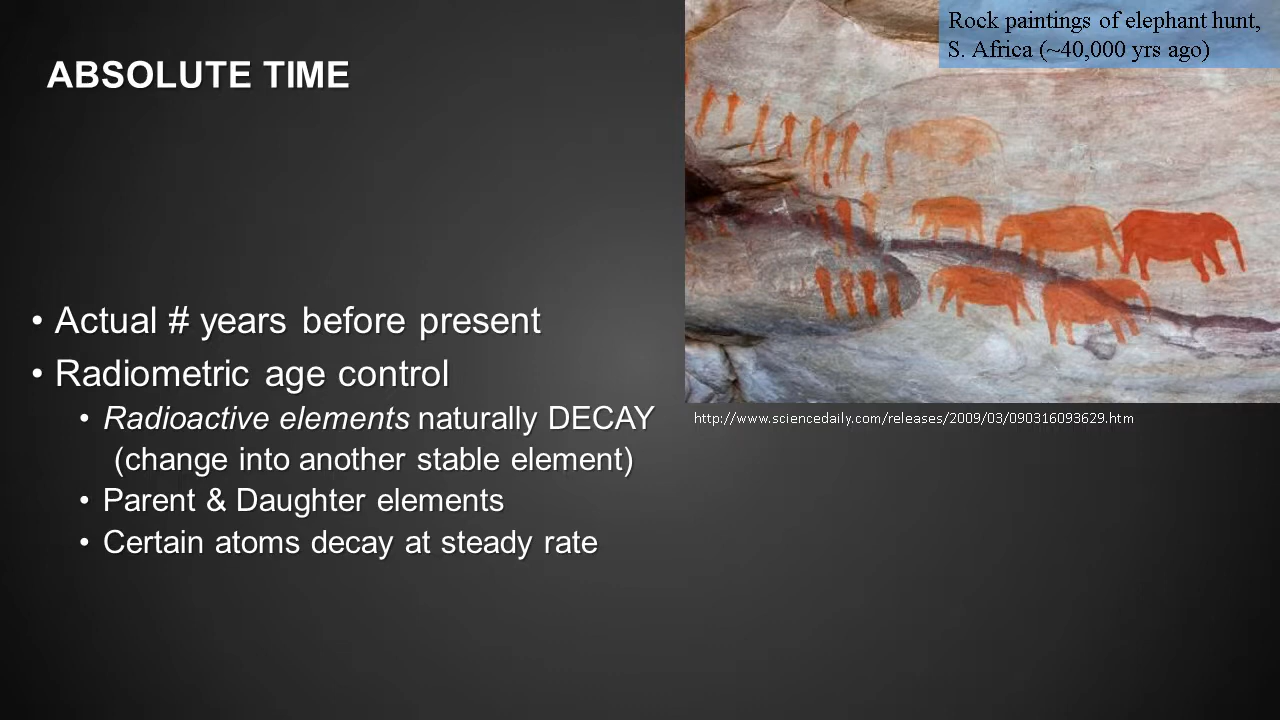 ABSOLUTE TIME
Rock paintings of elephant hunt,
S. Africa (~40,000 yrs ago)
http://www.sciencedaily.com/releases/2009/03/090316093629.htm
• Actual # years before present
• Radiometric age control
• Radioactive elements naturally DECAY
(change into another stable element)
• Parent & Daughter elements
• Certain atoms decay at steady rate